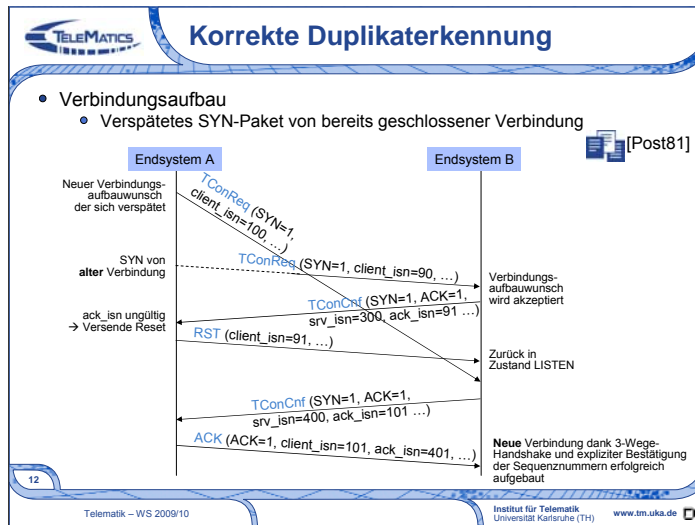 TELEMATICS
Korrekte Duplikaterkennung
Verbindungsaufbau
Verspätetes SYN-Paket von bereits geschlossener Verbindung
[Post81]
Endsystem A
Endsystem B
Neuer Verbindungs-
aufbauwunsch
der sich verspätet
TConReq (SYN=1,
client_isn=100, …)
SYN von
alter Verbindung
TConReq (SYN=1, client_isn=90, …)
Verbindungs-
aufbauwunsch
wird akzeptiert
TConCnf (SYN=1, ACK=1,
srv_isn=300, ack_isn=91 …)
ack_isn ungültig
→ Versende Reset
RST (client_isn=91, …)
Zurück in
Zustand LISTEN
TConCnf (SYN=1, ACK=1,
srv_isn=400, ack_isn=101 …)
ACK (ACK=1, client_isn=101, ack_isn=401, …)
Neue Verbindung dank 3-Wege-
Handshake und expliziter Bestätigung
der Sequenznummern erfolgreich
aufgebaut
12
Telematik – WS 2009/10
Institut für Telematik
Universität Karlsruhe (TH)
www.tm.uka.de